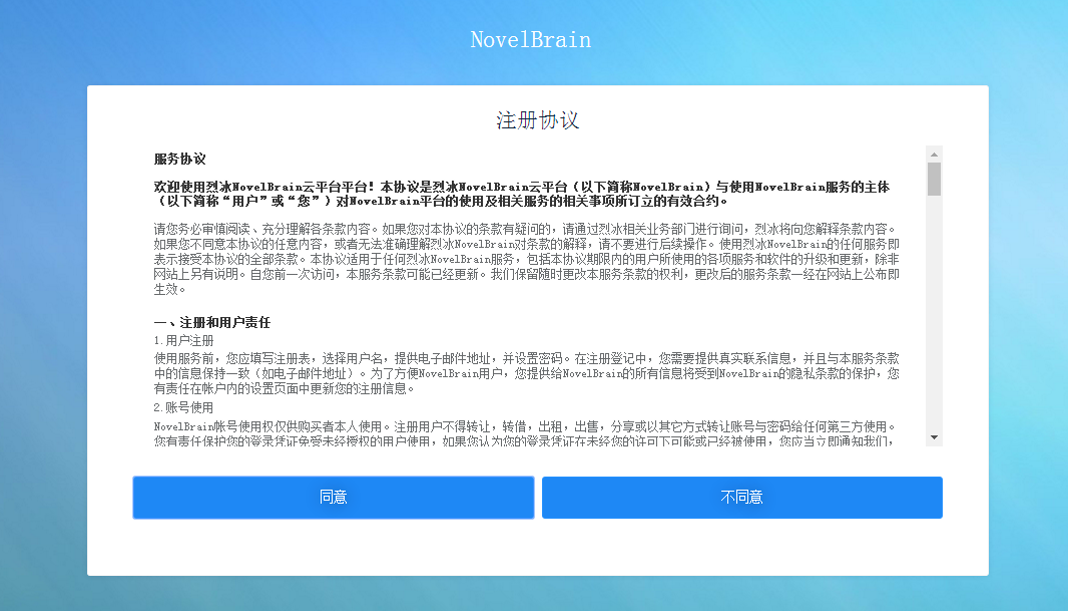 NovelBrain
注册协议
服务协议
欢迎使用烈冰NovelBrain云平台平台！本协议是烈冰NovelBrain云平台（以下简称NovelBrain）与使用NovelBrain服务的主体
（以下简称“用户”或“您”）对NovelBrain平台的使用及相关服务的相关事项所订立的有效合约。
请您务必审慎阅读、充分理解各条款内容。如果您对本协议的条款有疑问的，请通过烈冰相关业务部门进行询问，烈冰将向您解释条款内容。
如果您不同意本协议的任意内容，或者无法准确理解烈冰NovelBrain对条款的解释，请不要进行后续操作。使用烈冰NovelBrain的任何服务即
表示接受本协议的全部条款。本协议适用于任何烈冰NovelBrain服务，包括本协议期限内的用户所使用的各项服务和软件的升级和更新，除非
网站上另有说明。自您前一次访问，本服务条款可能已经更新。我们保留随时更改本服务条款的权利，更改后的服务条款一经在网站上公布即
生效。
一、注册和用户责任
1.用户注册
使用服务前，您应填写注册表，选择用户名，提供电子邮件地址，并设置密码。在注册登记中，您需要提供真实联系信息，并且与本服务条款
中的信息保持一致（如电子邮件地址）。为了方便NovelBrain用户，您提供给NovelBrain的所有信息将受到NovelBrain的隐私条款的保护，您
有责任在帐户内的设置页面中更新您的注册信息。
2.账号使用
NovelBrain帐号使用权仅供购买者本人使用。注册用户不得转让，转借，出租，出售，分享或以其它方式转让账号与密码给任何第三方使用。
您有责任保护您的登录凭证免受未经授权的用户使用，如果您认为您的登录凭证在未经您的许可下可能或已经被使用，您应当立即通知我们，
同意
不同意